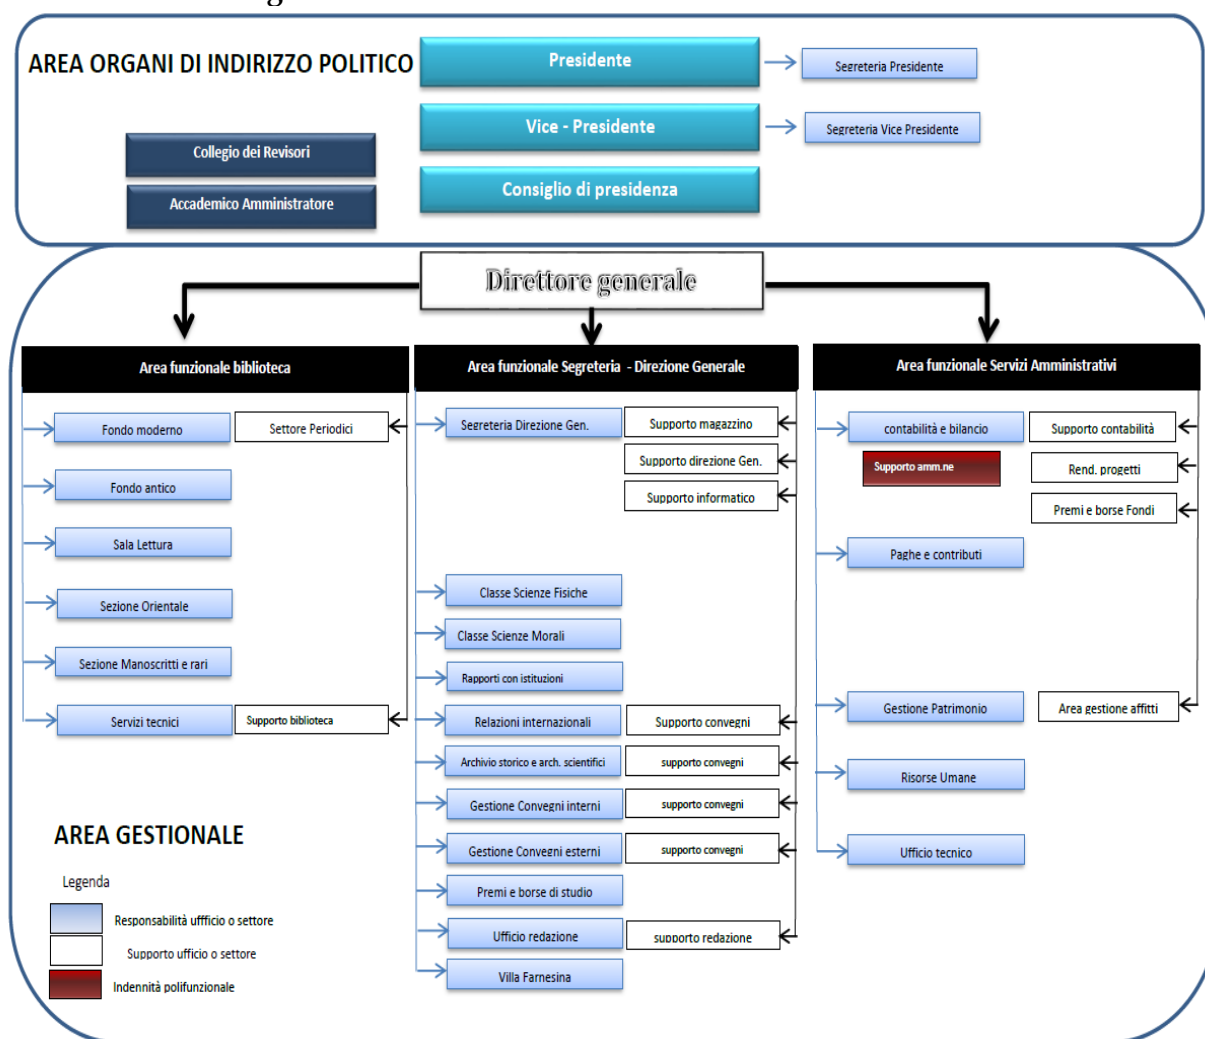 AREA ORGANI DI INDIRIZZO POLITICO
Presidente
Segreteria Presidente
Vice - Presidente
Segreteria Vice Presidente
Collegio dei Revisori
Consiglio di presidenza
Accademico Amministratore
Direttore generale
Area funzionale biblioteca
Fondo moderno
Settore Periodici
Fondo antico
Sala Lettura
Sezione Orientale
Sezione Manoscritti e rari
Servizi tecnici
Supporto biblioteca
Area funzionale Segreteria - Direzione Generale
Segreteria Direzione Gen.
Supporto magazzino
Supporto direzione Gen.
Supporto informatico
Classe Scienze Fisiche
Classe Scienze Morali
Rapporti con istituzioni
Relazioni internazionali
Supporto convegni
Archivio storico e arch. scientifici
supporto convegni
Gestione Convegni interni
supporto convegni
Gestione Convegni esterni
supporto convegni
Premi e borse di studio
Ufficio redazione
supporto redazione
Villa Farnesina
Area funzionale Servizi Amministrativi
contabilità e bilancio
Supporto contabilità
Supporto amm.ne
Rend. progetti
Premi e borse Fondi
Paghe e contributi
Gestione Patrimonio
Area gestione affitti
Risorse Umane
Ufficio tecnico
AREA GESTIONALE
Legenda
Responsabilità ufficio o settore
Supporto ufficio o settore
Indennità polifunzionale